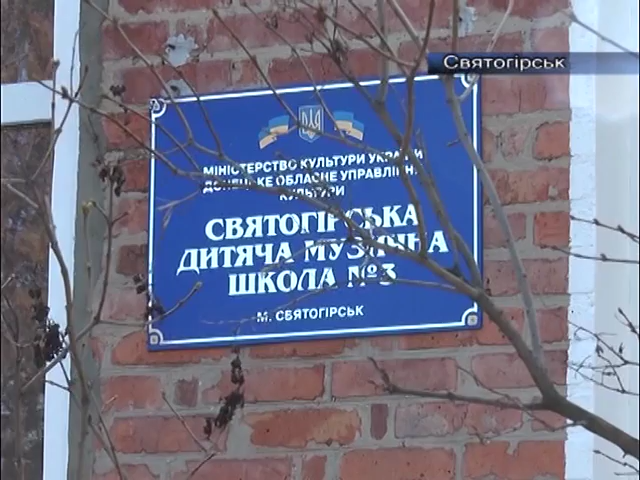 Святогірськ
МІНІСТЕРСТВО КУЛЬТУРИ УКРАЇНИ
ДОНЕЦЬКЕ ОБЛАСНЕ УПРАВЛІННЯ
КУЛЬТУРИ
СВЯТОГІРСЬКА
ДИТЯЧА МУЗИЧНА
ШКОЛА №3
М. СВЯТОГІРСЬК